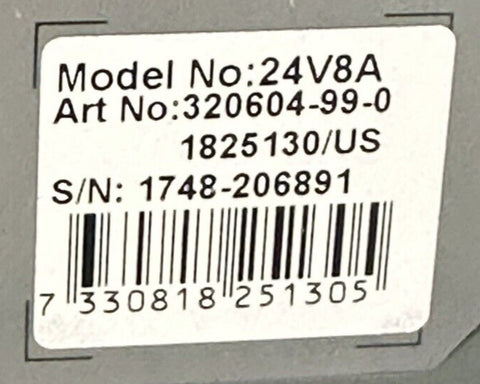 Model No:24V8A
Art No:320604-99-0
1825130/US
S/N: 1748-206891
7 330818 251305